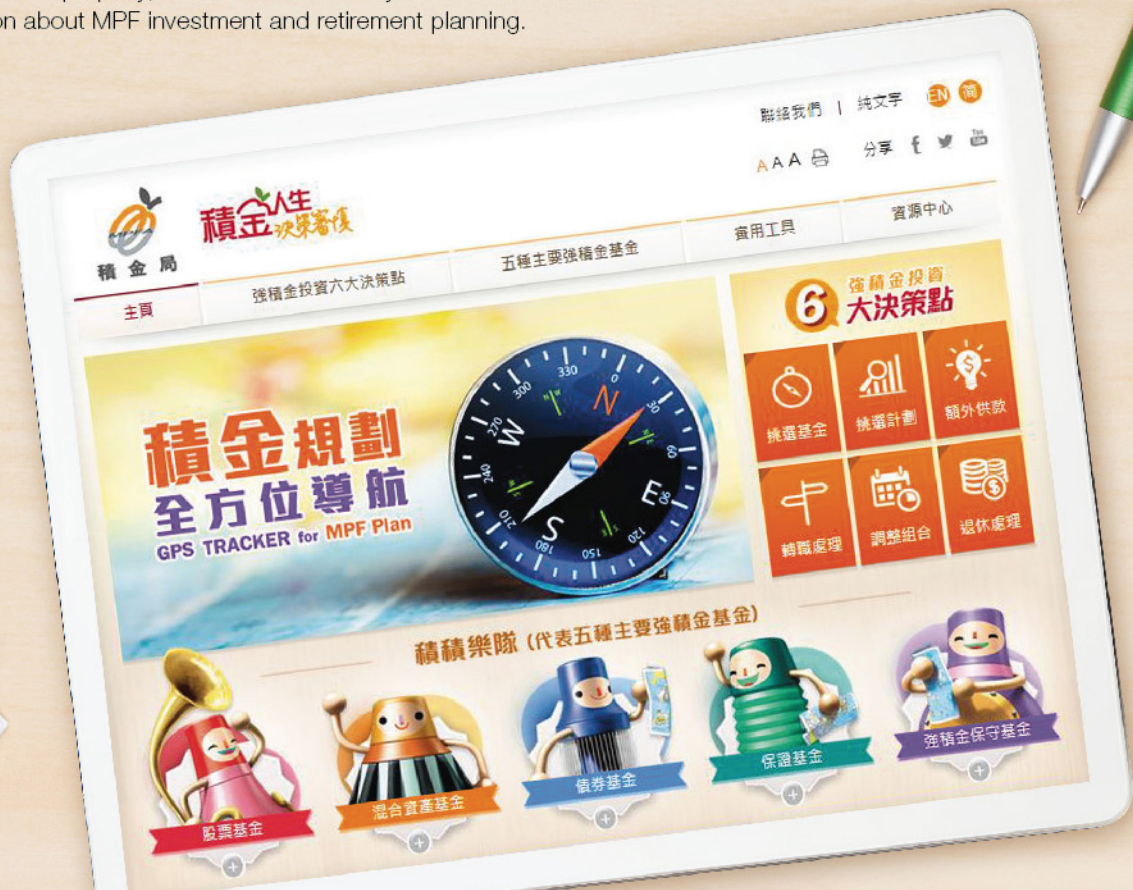 on about MPF investment and retirement planning.
聯絡我們 | 純文字 EN 简
A A A 分享
積金局
積金人生
決策審慎
主頁 強積金投資六大決策點 五種主要強積金基金 實用工具 資源中心
積金規劃
全方位導航
GPS TRACKER for MPF Plan
0 30 60 90 120 150 180 210 240 270 300 330
N E S W
強積金投資
6大決策點
挑選基金 挑選計劃 額外供款
轉職處理 調整組合 退休處理
積積樂隊 (代表五種主要強積金基金)
股票基金 混合資產基金 債券基金 保證基金 強積金保守基金